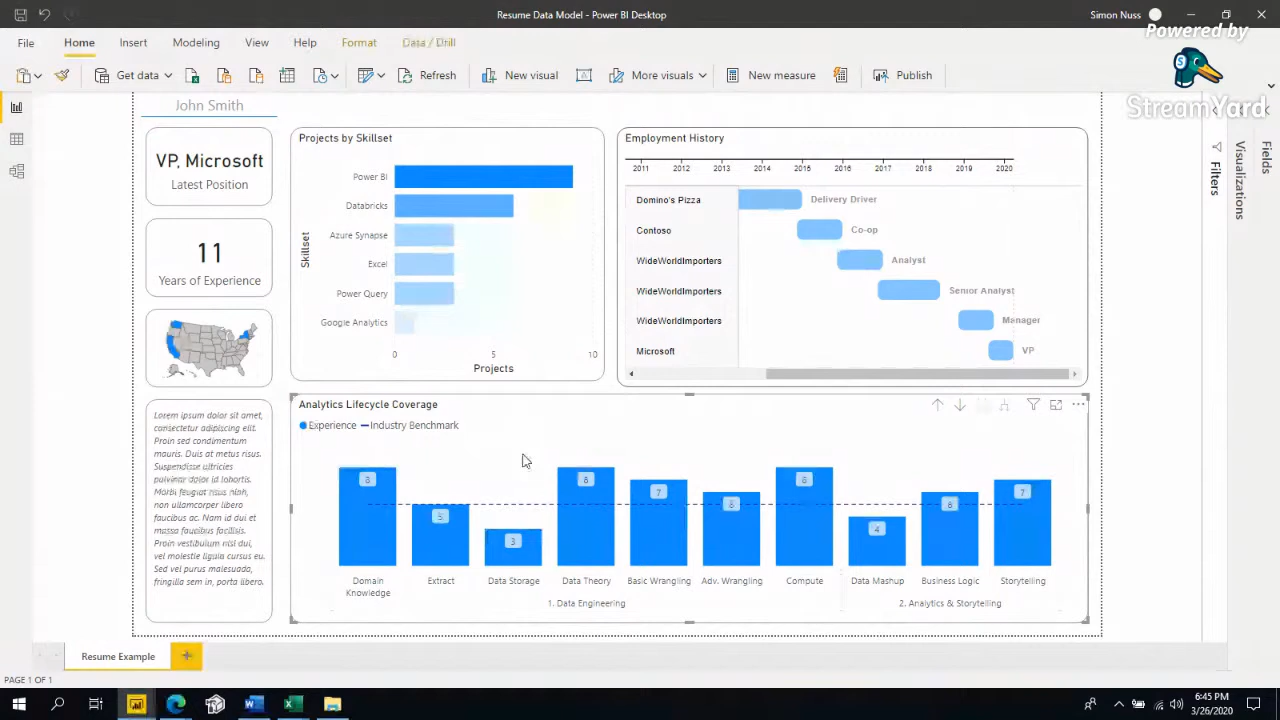 Resume Data Model - Power BI Desktop
Simon Nuss
Powered by
StreamYard
File
Home
Insert
Modeling
View
Help
Format
Data / Drill
Get data
Refresh
New visual
More visuals
New measure
Publish
John Smith
VP, Microsoft
Latest Position
11
Years of Experience
Lorem ipsum dolor sit amet,
consectetur adipiscing elit.
Proin sed condimentum
mauris. Duis at metus risus.
Suspendisse ultricies
pulvinar dolor id lobortis.
Morbi feugiat risus nibh,
non ullamcorper libero
faucibus ac. Nam id dui et
massa faucibus facilisis.
Proin vestibulum nisl dui,
vel molestie ligula cursus eu.
Sed vel purus malesuada,
fringilla sem in, porta libero.
Projects by Skillset
Skillset
Power BI
Databricks
Azure Synapse
Excel
Power Query
Google Analytics
0 5 10
Projects
Employment History
2011 2012 2013 2014 2015 2016 2017 2018 2019 2020
Domino's Pizza Delivery Driver
Contoso Co-op
WideWorldImporters Analyst
WideWorldImporters Senior Analyst
WideWorldImporters Manager
Microsoft VP
Analytics Lifecycle Coverage
Experience Industry Benchmark
3 7 4 7
Domain Knowledge
Extract
Data Storage
Data Theory
Basic Wrangling
Adv. Wrangling
Compute
Data Mashup
Business Logic
Storytelling
1. Data Engineering
2. Analytics & Storytelling
Filters
Visualizations
Fields
Resume Example
PAGE 1 OF 1
6:45 PM
3/26/2020